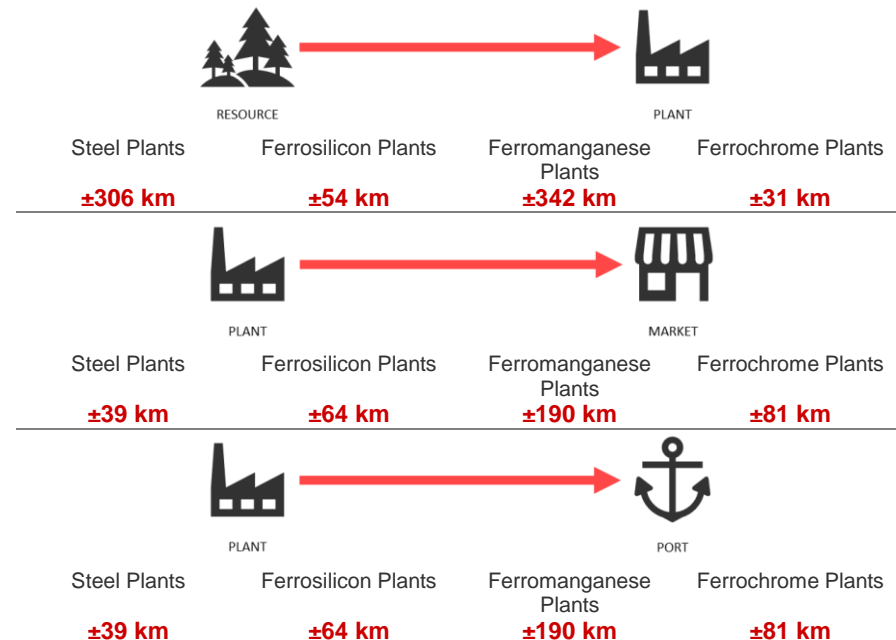 RESOURCE PLANT
Steel Plants Ferrosilicon Plants Ferromanganese Plants Ferrochrome Plants
±306 km ±54 km ±342 km ±31 km
PLANT MARKET
Steel Plants Ferrosilicon Plants Ferromanganese Plants Ferrochrome Plants
±39 km ±64 km ±190 km ±81 km
PLANT PORT
Steel Plants Ferrosilicon Plants Ferromanganese Plants Ferrochrome Plants
±39 km ±64 km ±190 km ±81 km